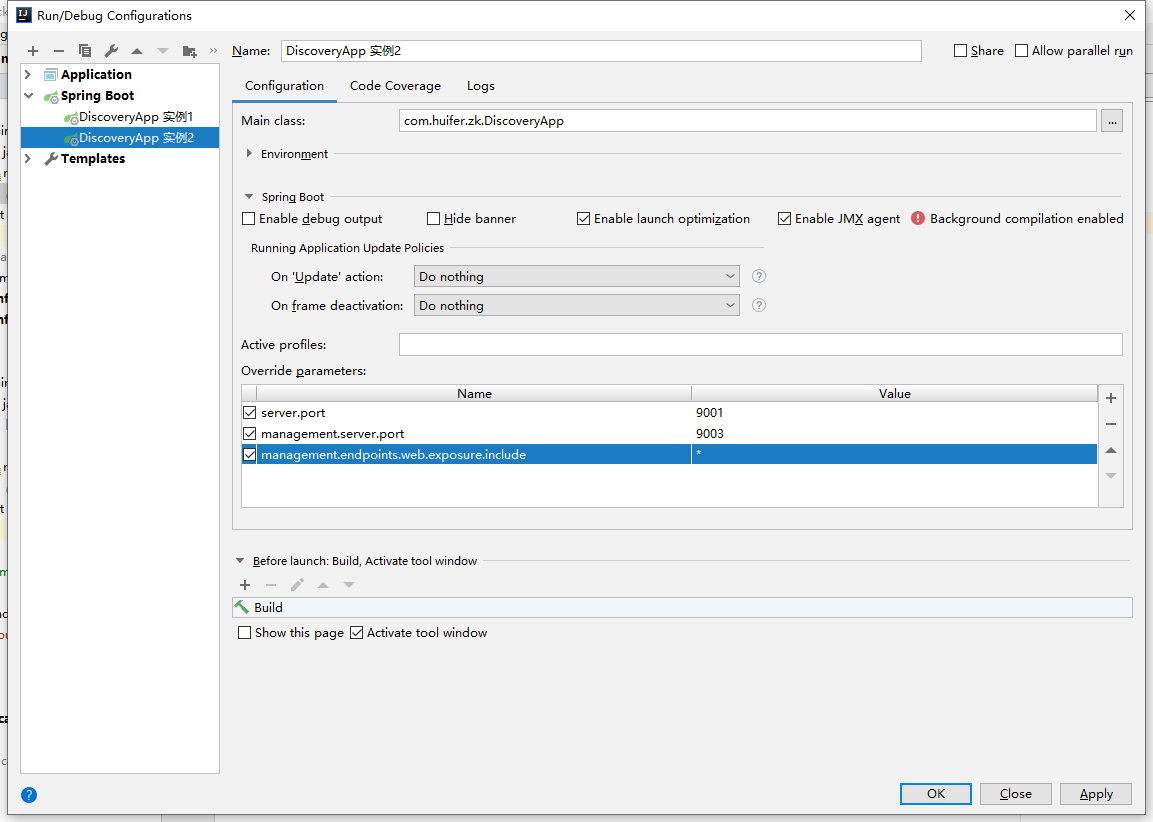 Run/Debug Configurations
Name: DiscoveryApp 实例2 Share Allow parallel run
Application
Spring Boot
DiscoveryApp 实例1
DiscoveryApp 实例2
Templates
Configuration Code Coverage Logs
Main class: com.huifer.zk.DiscoveryApp ...
Environment
Spring Boot
Enable debug output Hide banner Enable launch optimization Enable JMX agent Background compilation enabled
Running Application Update Policies
On 'Update' action: Do nothing
On frame deactivation: Do nothing
Active profiles:
Override parameters:
Name Value
server.port 9001
management.server.port 9003
management.endpoints.web.exposure.include *
Before launch: Build, Activate tool window
Build
Show this page Activate tool window
OK Close Apply